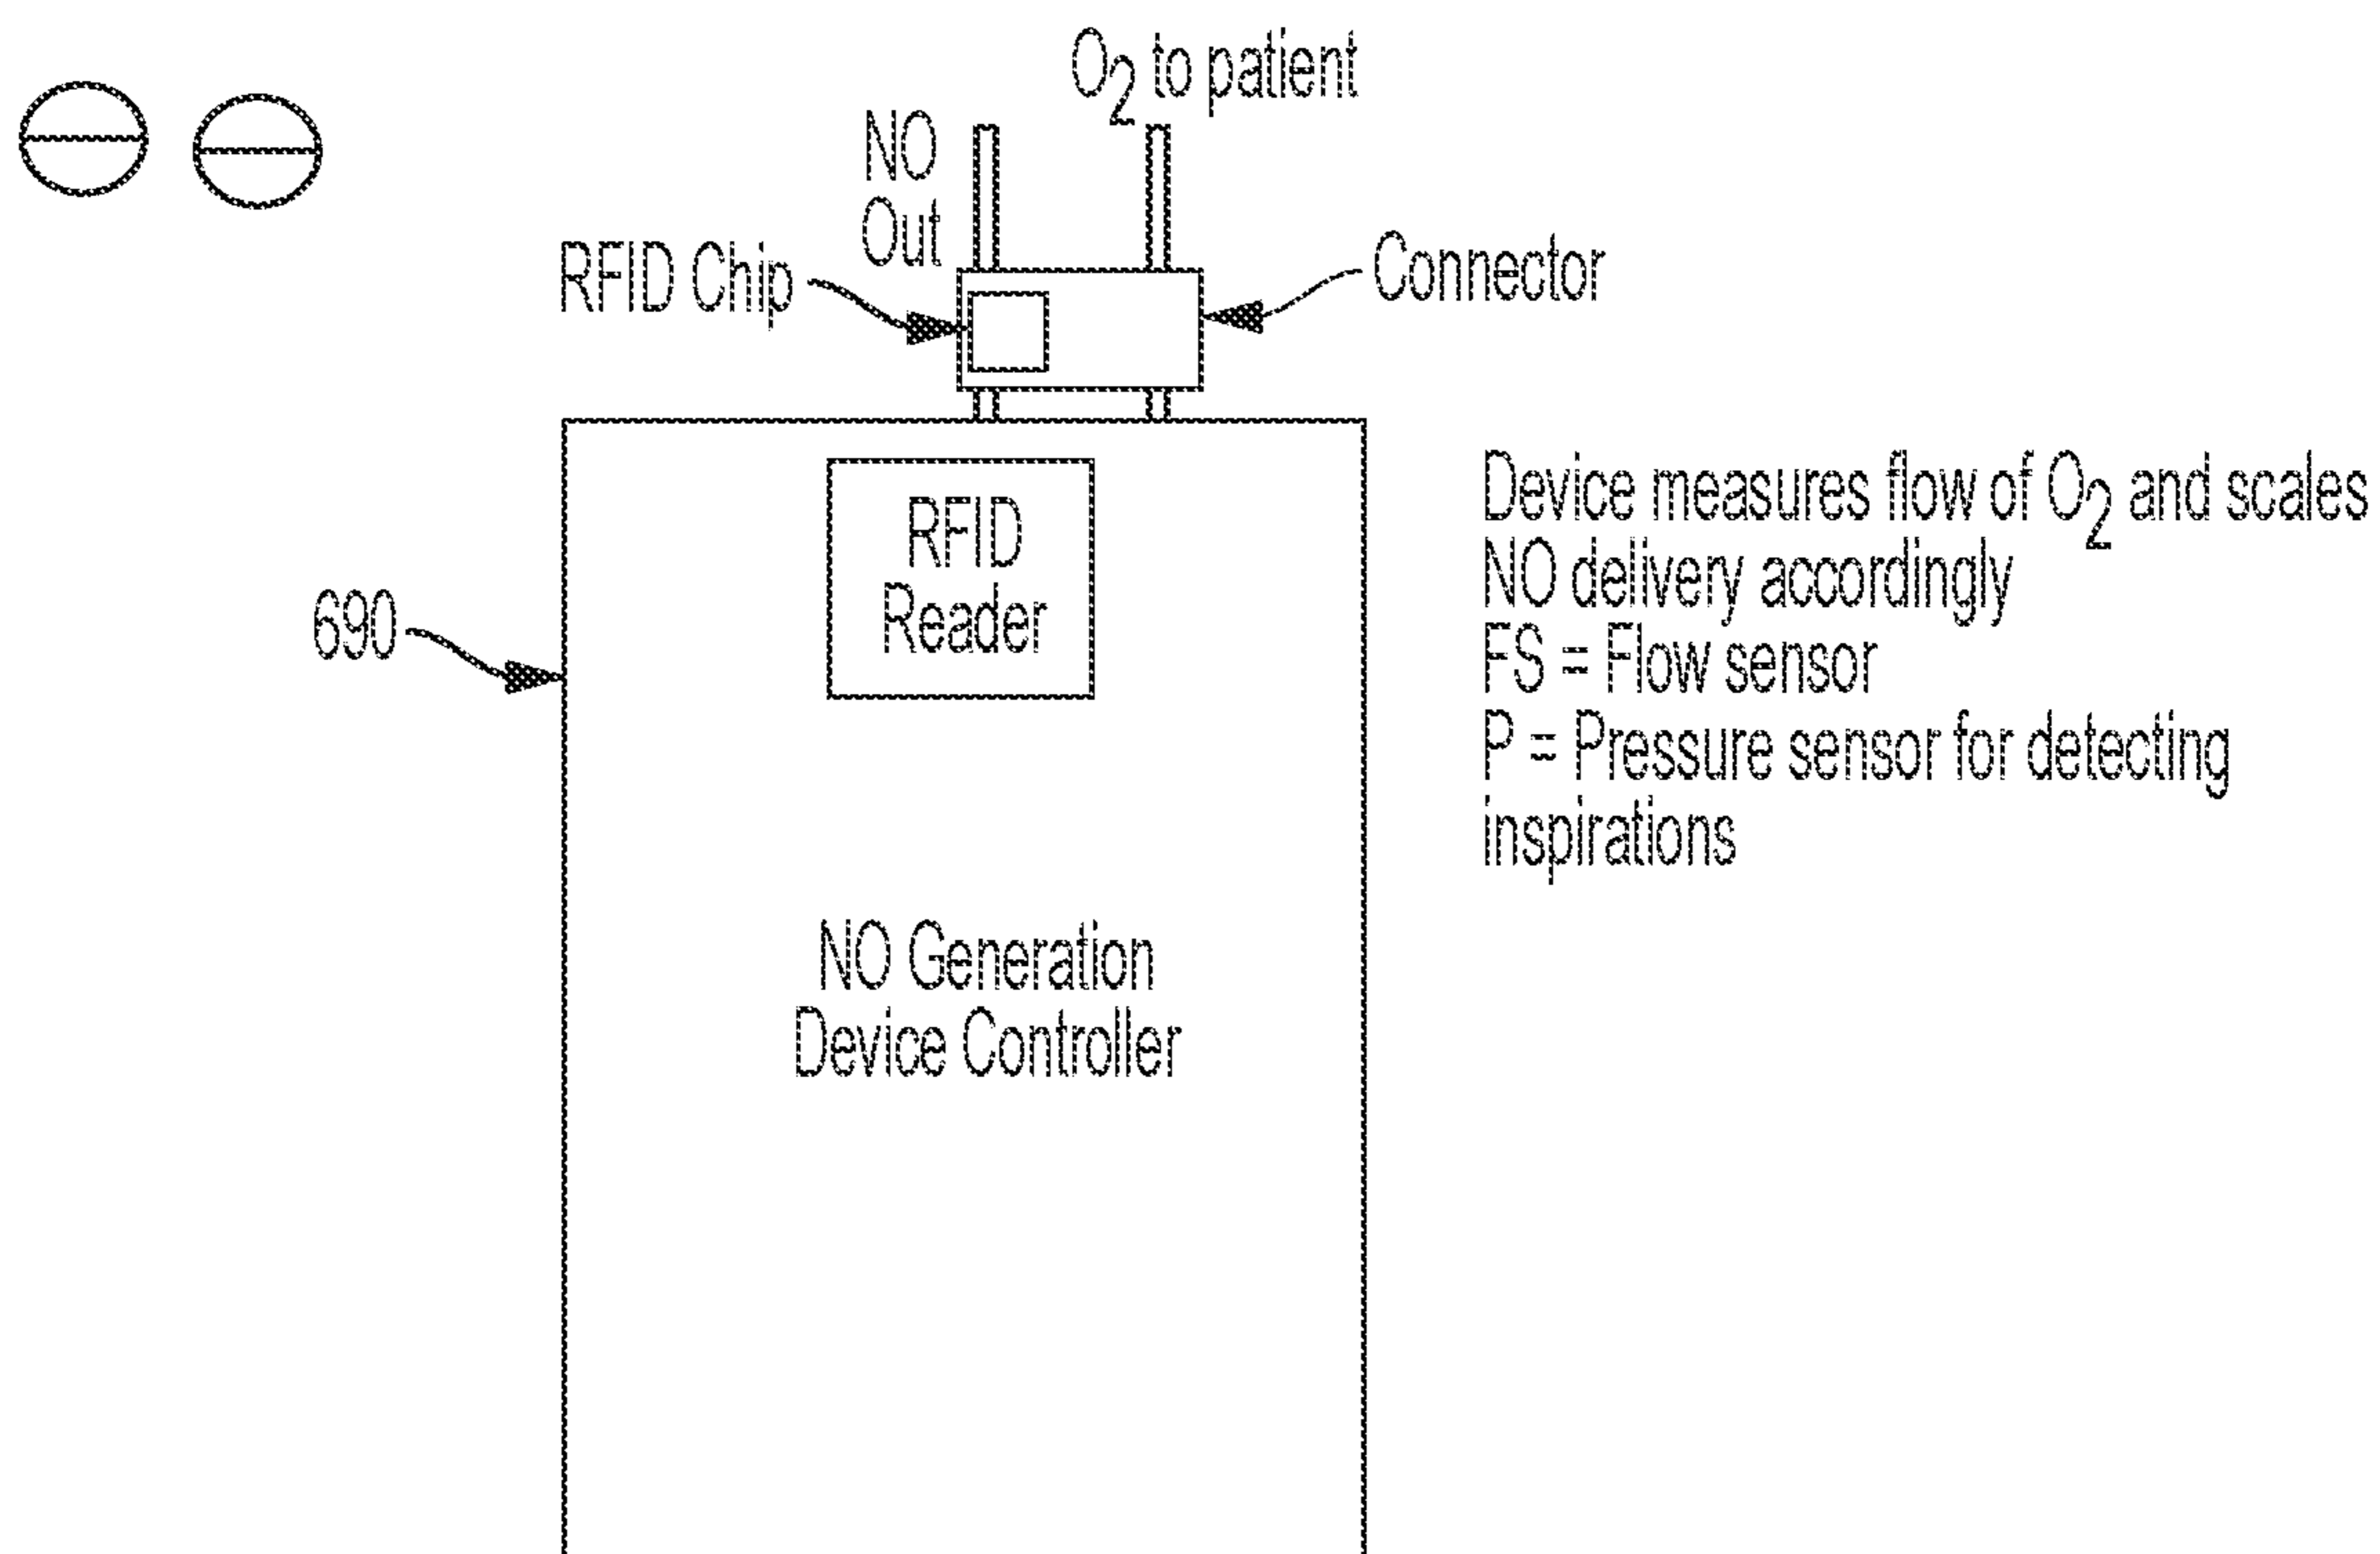 O2 to patient
NO
Out
RFID Chip
Connector
RFID
Reader
690
Device measures flow of O2 and scales
NO delivery accordingly
FS = Flow sensor
P = Pressure sensor for detecting
inspirations
NO Generation
Device Controller